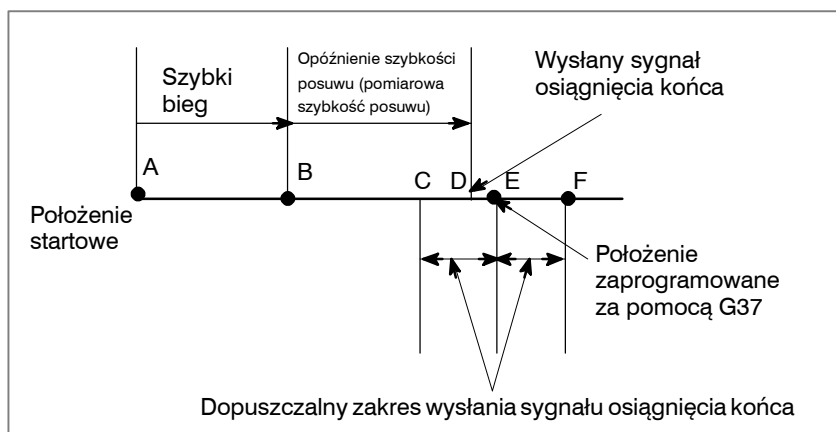 Szybki
bieg
Opóźnienie szybkości
posuwu (pomiarowa
szybkość posuwu)
Wysłany sygnał
osiągnięcia końca
A
B
C
D
E
F
Położenie
startowe
Położenie
zaprogramowane
za pomocą G37
Dopuszczalny zakres wysłania sygnału osiągnięcia końca